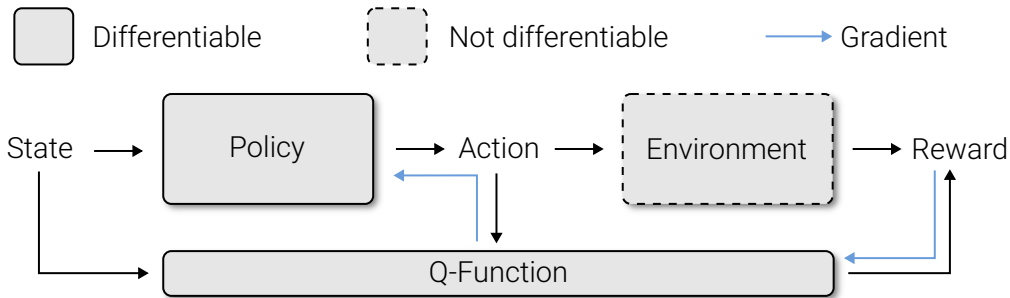 Differentiable
Not differentiable
Gradient
State
Policy
Action
Environment
Reward
Q-Function